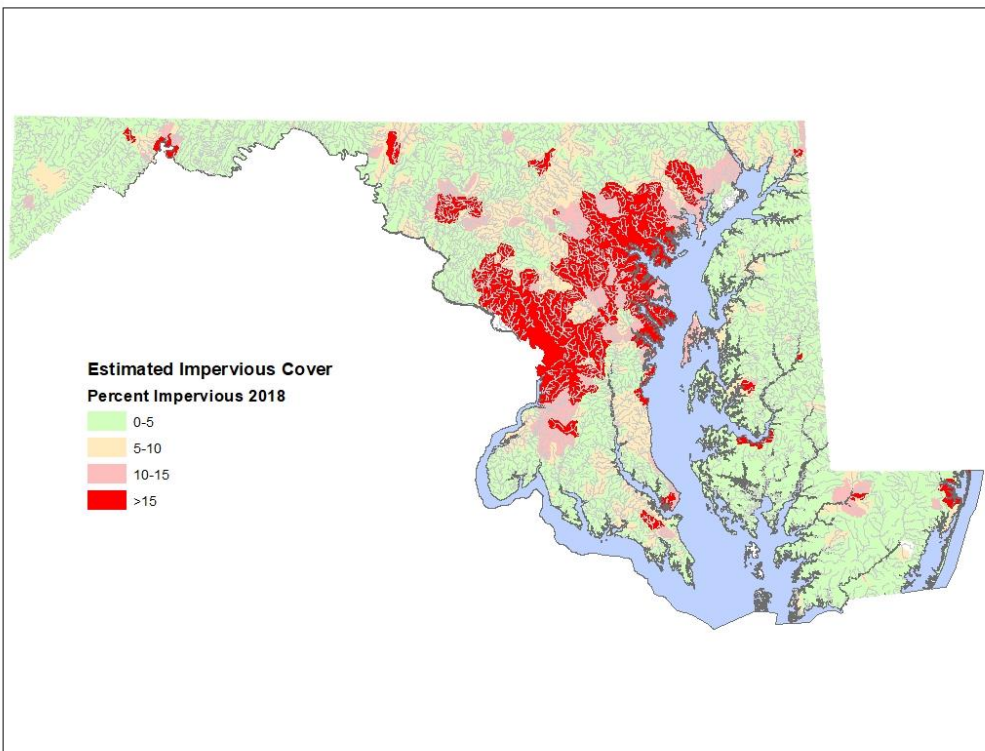 Estimated Impervious Cover
Percent Impervious 2018
0-5
5-10
10-15
>15